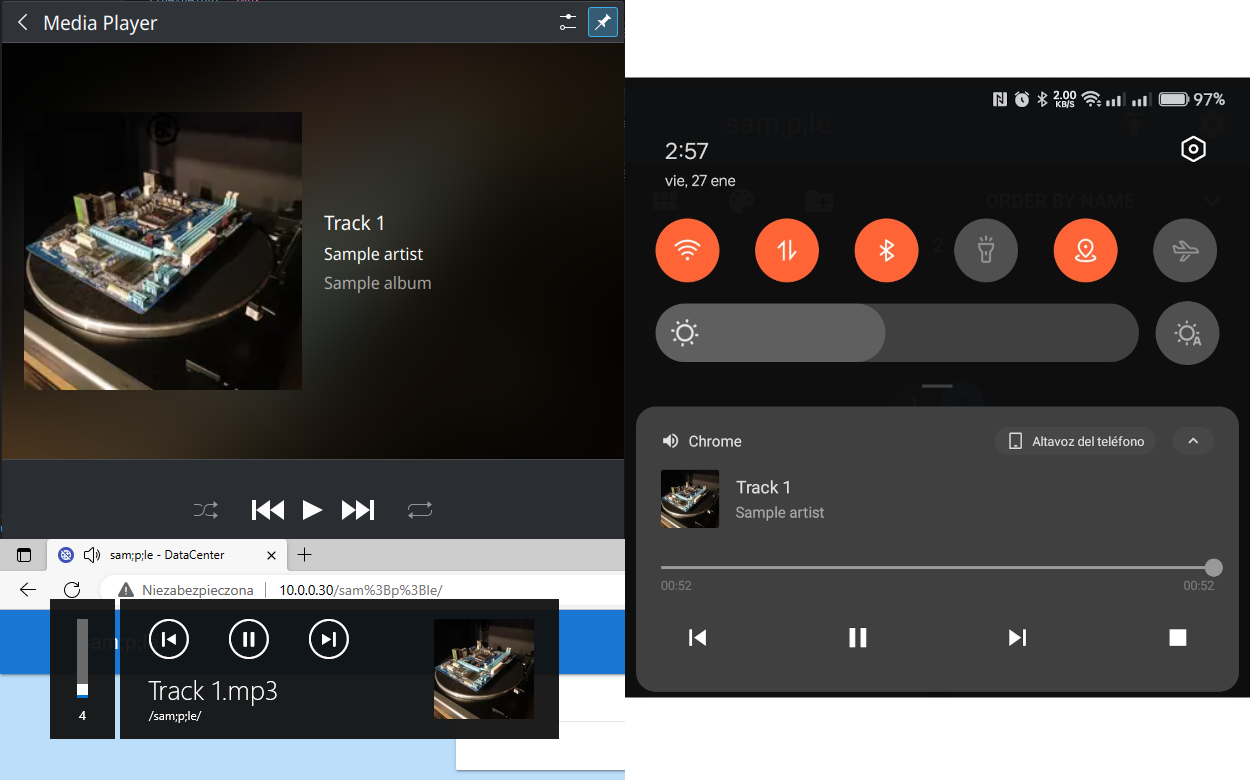 Media Player
Track 1
Sample artist
Sample album
sam;p;le - DataCenter
Niezabezpieczona
10.0.0.30/sam%3Bp%3Ble/
4
Track 1.mp3
/sam;p;le/
2.00 KB/S
97%
sam;p;le
2:57
vie, 27 ene
ORDER BY NAME
2
A
Chrome
Altavoz del teléfono
Track 1
Sample artist
00:52
00:52